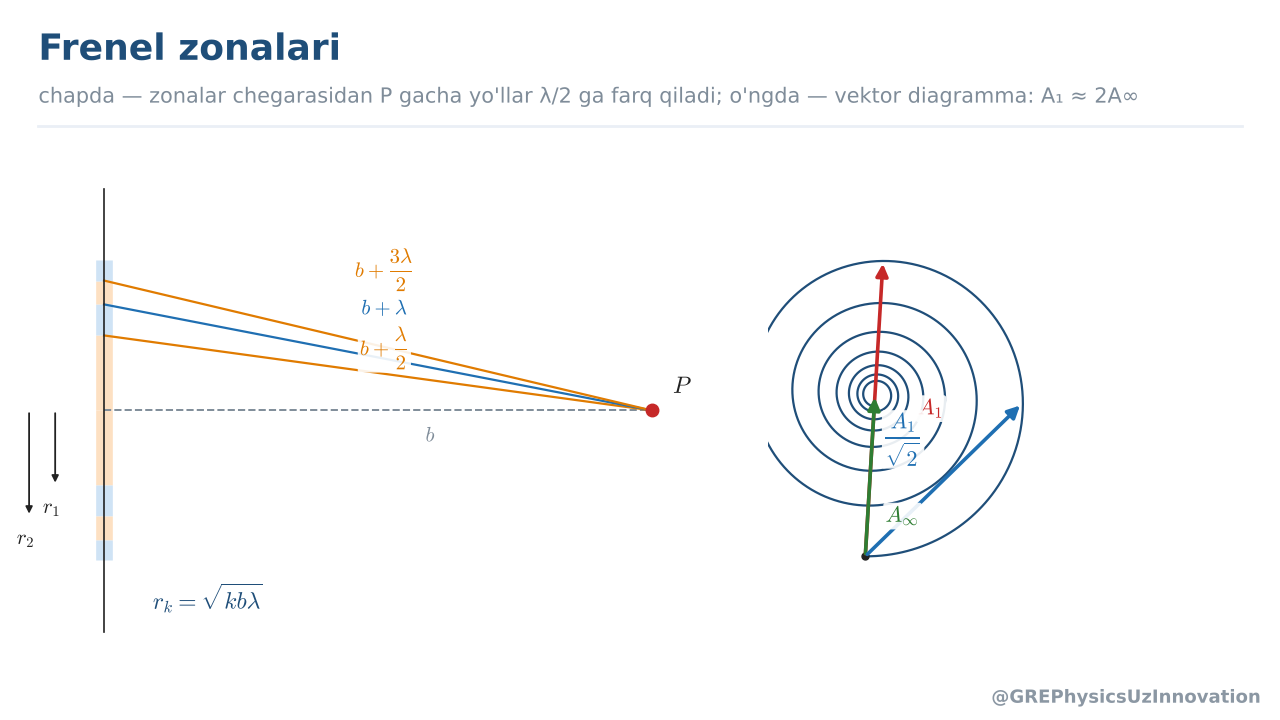 Frenel zonalari
chapda — zonalar chegarasidan P gacha yo'llar λ/2 ga farq qiladi; o'ngda — vektor diagramma: A₁ ≈ 2A∞
b + 3λ/2
b + λ
b + λ/2
P
b
r₁
r₂
r_k = √(kbλ)
A₁
A₁/√2
A∞
@GREPhysicsUzInnovation